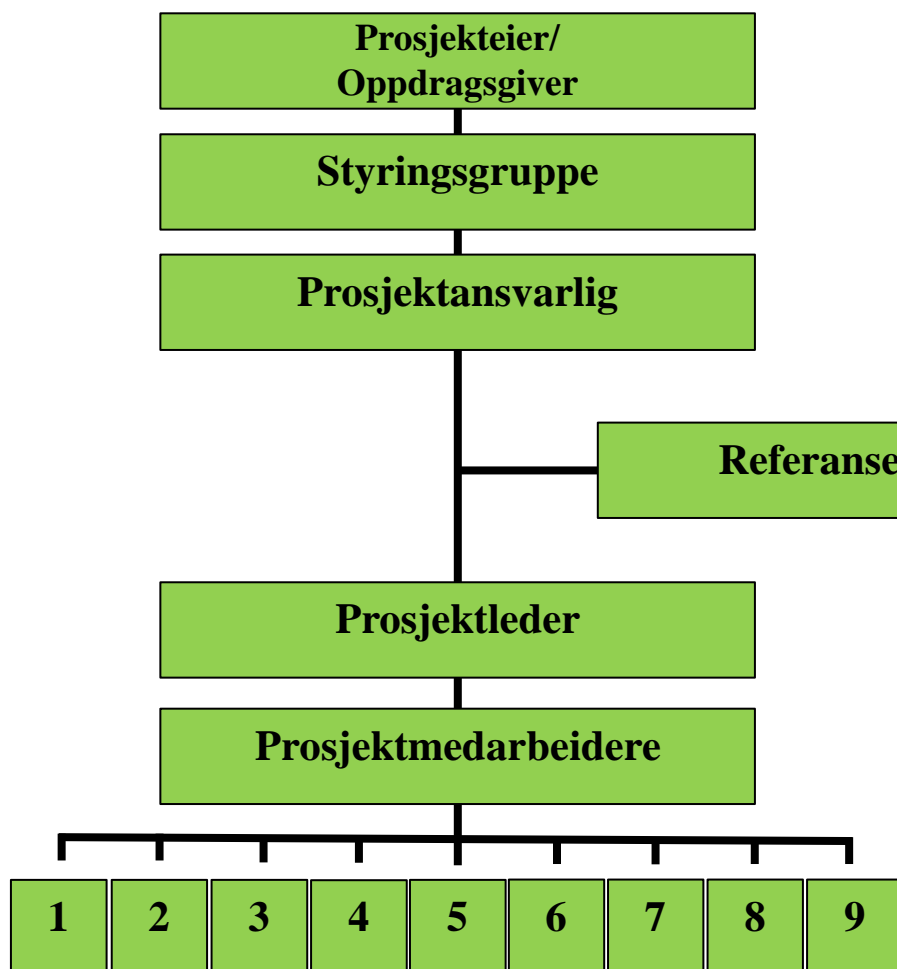 Prosjekteier/
Oppdragsgiver
Styringsgruppe
Prosjektansvarlig
Referanse
Prosjektleder
Prosjektmedarbeidere
1 2 3 4 5 6 7 8 9